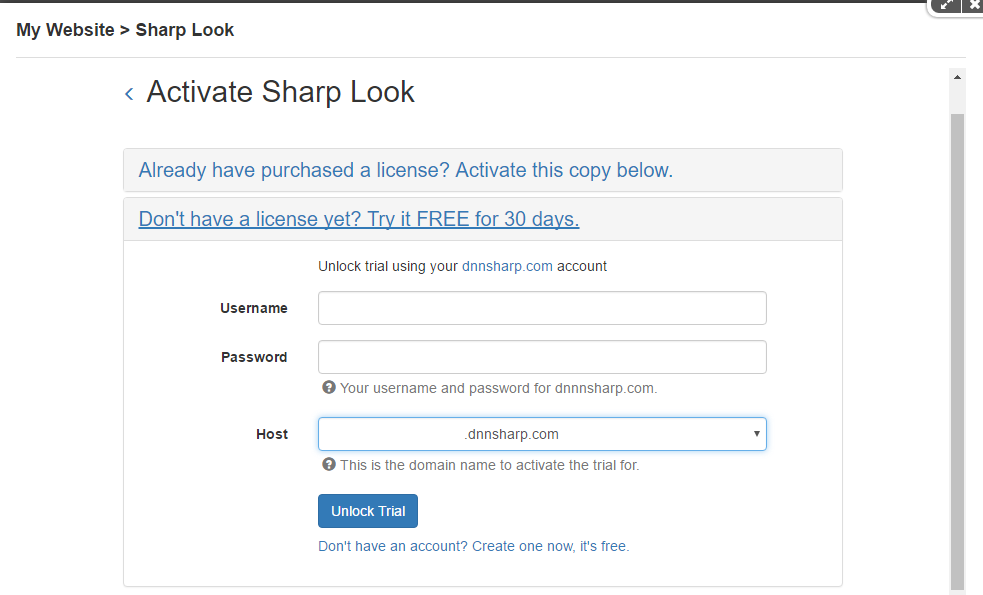 My Website > Sharp Look
‹ Activate Sharp Look
Already have purchased a license? Activate this copy below.
Don't have a license yet? Try it FREE for 30 days.
Unlock trial using your dnnsharp.com account
Username
Password
Your username and password for dnnnsharp.com.
Host
.dnnsharp.com
This is the domain name to activate the trial for.
Unlock Trial
Don't have an account? Create one now, it's free.